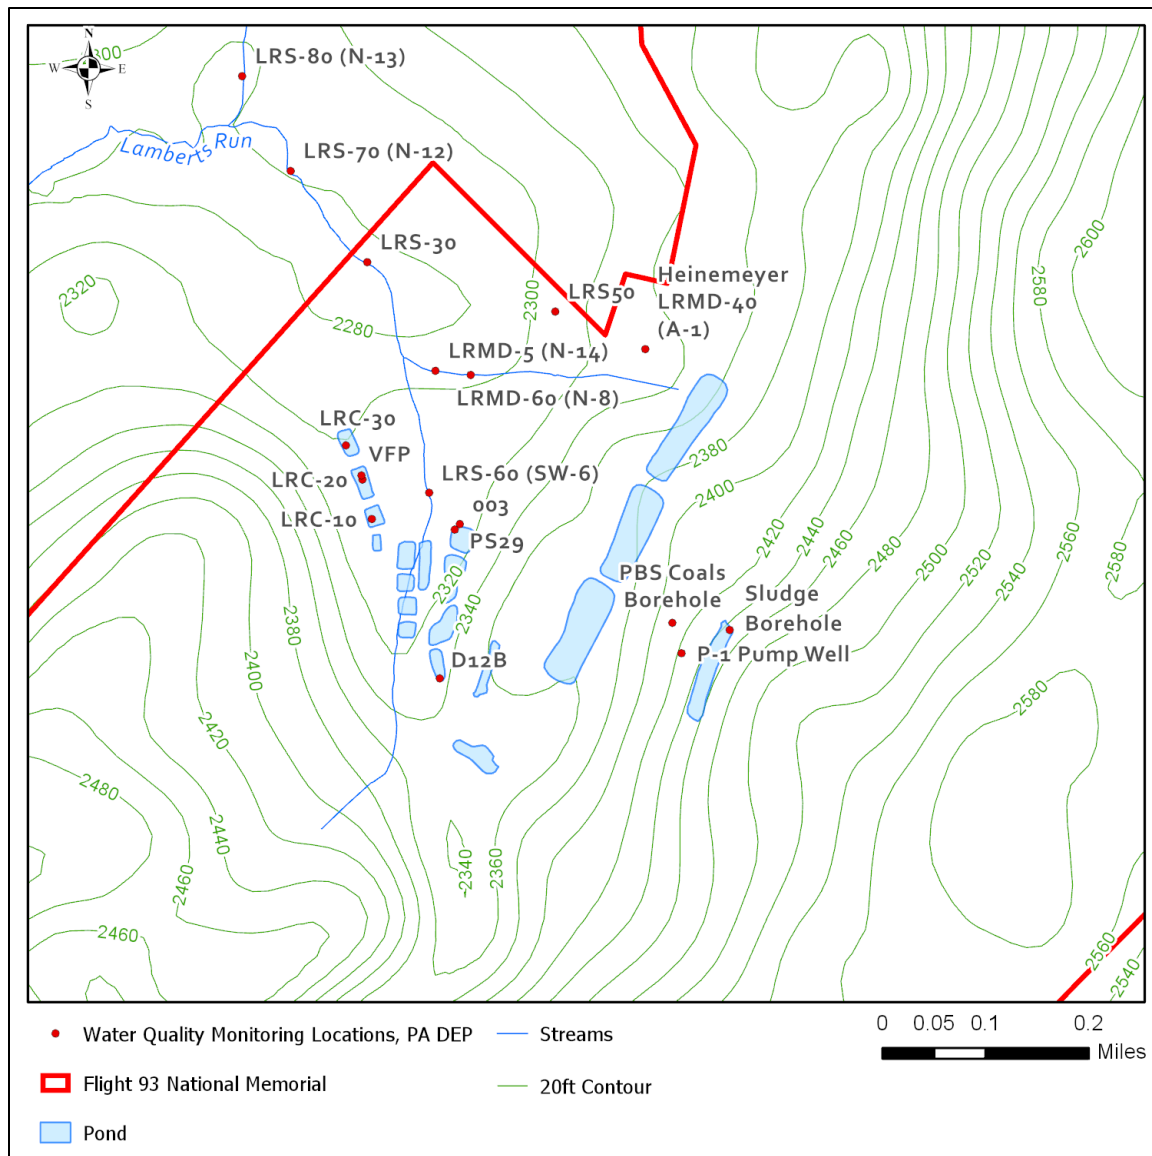 N
W E
S
300
LRS-80 (N-13)
Lamberts Run
LRS-70 (N-12)
LRS-30
2600
2580
2320
2280
2300
LRS50
Heinemeyer
LRMD-40
(A-1)
LRMD-5 (N-14)
LRMD-60 (N-8)
LRC-30
VFP
LRC-20
LRS-60 (SW-6)
LRC-10
003
PS29
2380
2400
2420
2440
2460
2480
2500
2520
2540
2560
2580
PBS Coals
Borehole
Sludge
Borehole
P-1 Pump Well
2320
2340
D12B
2380
2400
2420
2480
2440
2460
2460
2340
2360
2580
2560
2540
Water Quality Monitoring Locations, PA DEP
Streams
Flight 93 National Memorial
20ft Contour
Pond
0 0.05 0.1 0.2
Miles